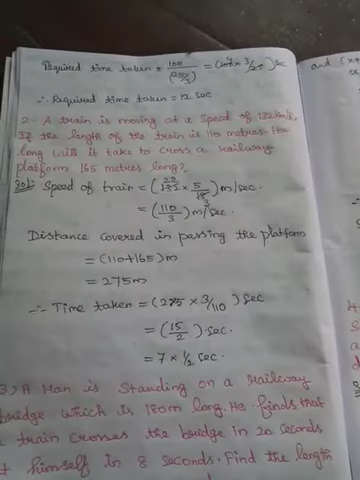 Required time taken = 100/(25/3) = (100 × 3/25) sec
∴ Required time taken = 12 sec.
2. A train is moving at a speed of 132 km/h.
If the length of the train is 110 metres. How
long will it take to cross a railway
platform 165 metres long?
Sol: Speed of train = (132 × 5/18) m/sec.
= (110/3) m/sec.
Distance covered in passing the platform
= (110+165)m
= 275m
∴ Time taken = (275 × 3/110) sec
= (15/2) sec.
= 7 × 1/2 sec.
3. A Man is Standing on a railway
bridge which is 180m long. He finds that
a train crosses the bridge in 20 seconds
himself in 8 seconds. Find the length
and